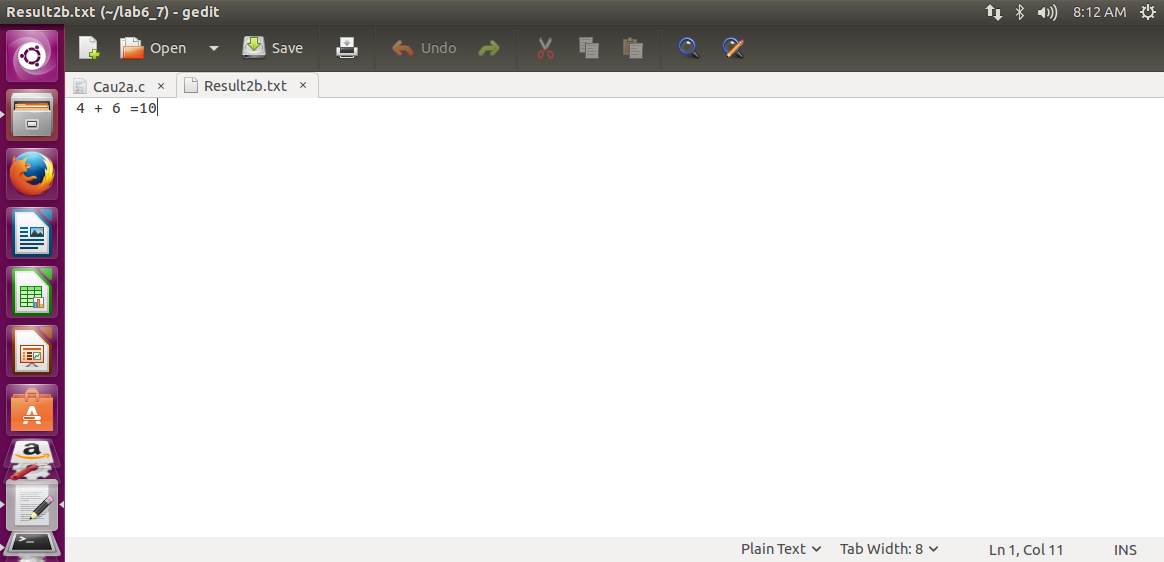 Result2b.txt (~/lab6_7) - gedit
8:12 AM
Open
Save
Undo
Cau2a.c ×
Result2b.txt ×
4 + 6 =10
Plain Text
Tab Width: 8
Ln 1, Col 11
INS